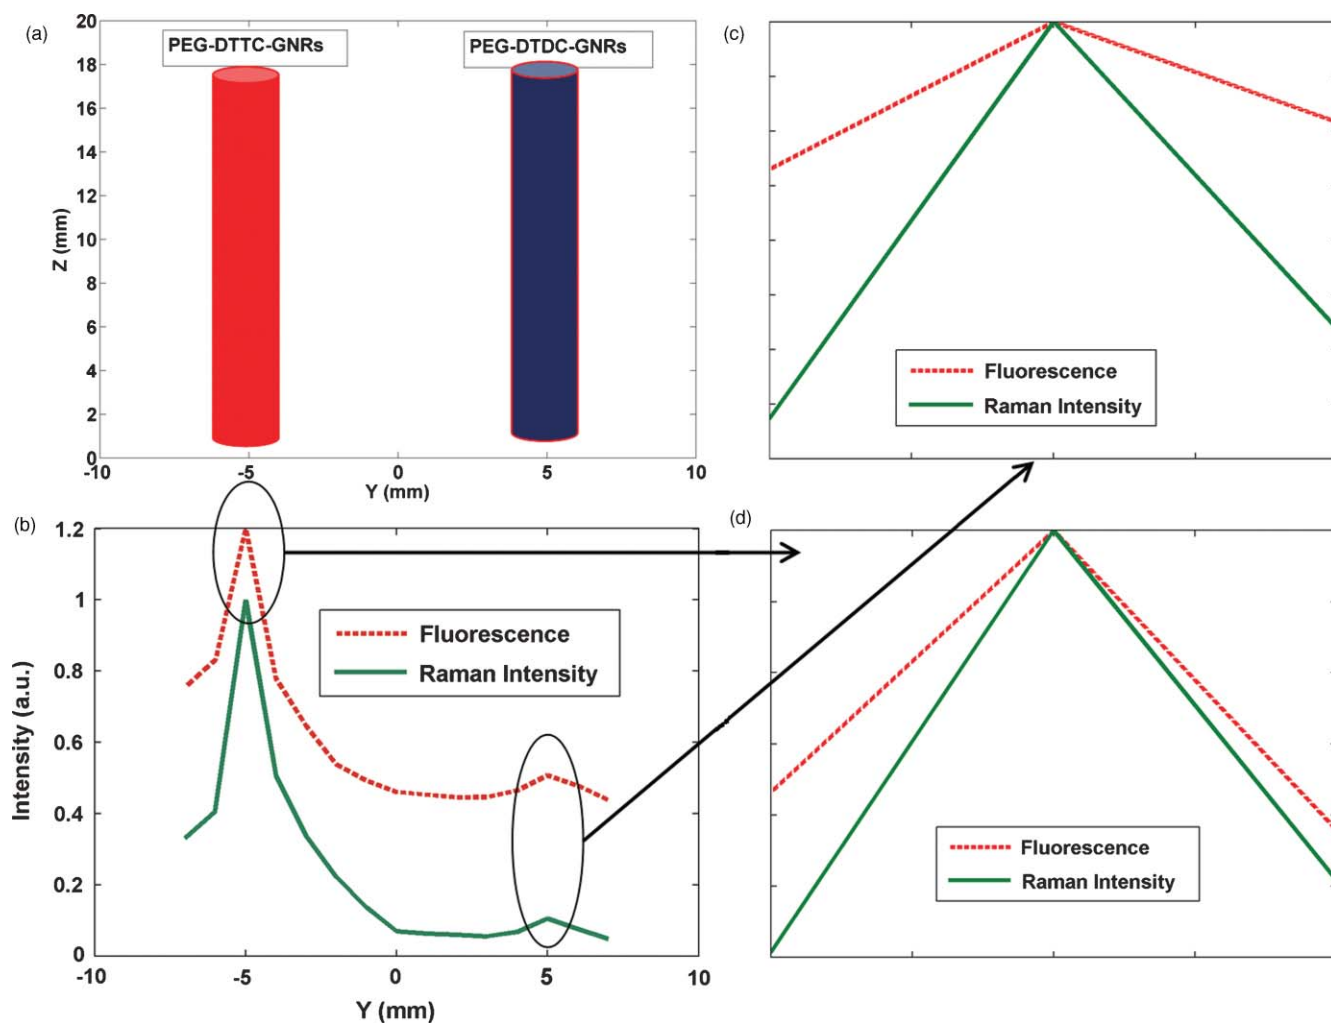 (a)
20
18
16
14
12
20
8
6
4
2
0
Z (mm)
PEG-DTTC-GNRs
PEG-DTDC-GNRs
-10
-5
0
5
10
Y (mm)
(c)
Fluorescence
Raman Intensity
(b)
1.2
1
0.8
0.6
0.4
0.2
0
Intensity (a.u.)
Fluorescence
Raman Intensity
-10
-5
0
5
10
Y (mm)
(d)
Fluorescence
Raman Intensity